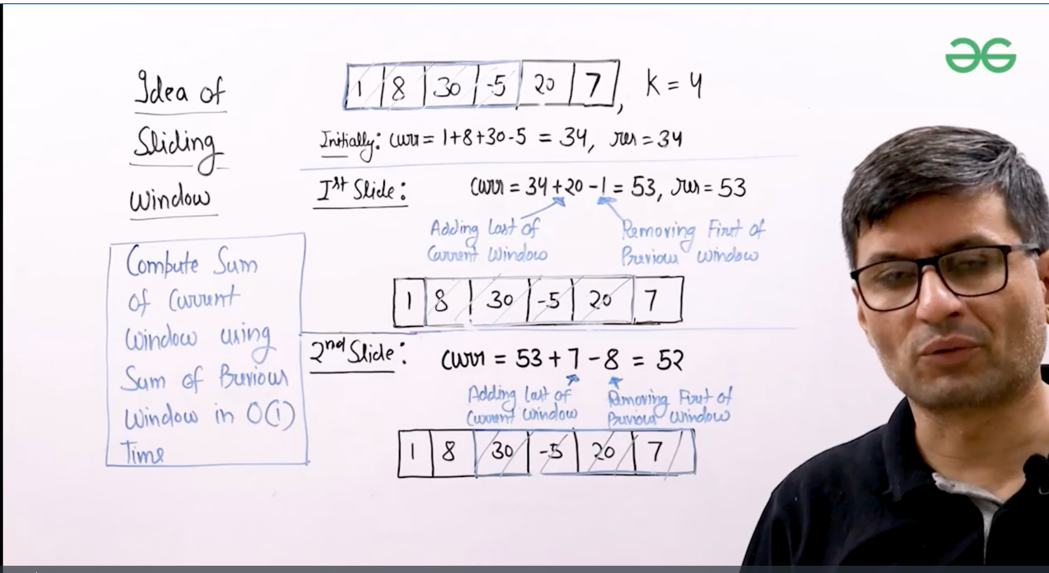 Idea of
Sliding
Window
1 8 30 -5 20 7, K = 4
Initially: curr = 1+8+30-5 = 34, res = 34
Ist Slide: curr = 34 + 20 - 1 = 53, res = 53
Adding Last of
Current Window
Removing First of
Previous Window
1 8 30 -5 20 7
2nd Slide: curr = 53 + 7 - 8 = 52
Adding Last of
Current Window
Removing First of
Previous Window
1 8 30 -5 20 7
Compute Sum
of Current
Window using
Sum of Previous
Window in O(1)
Time